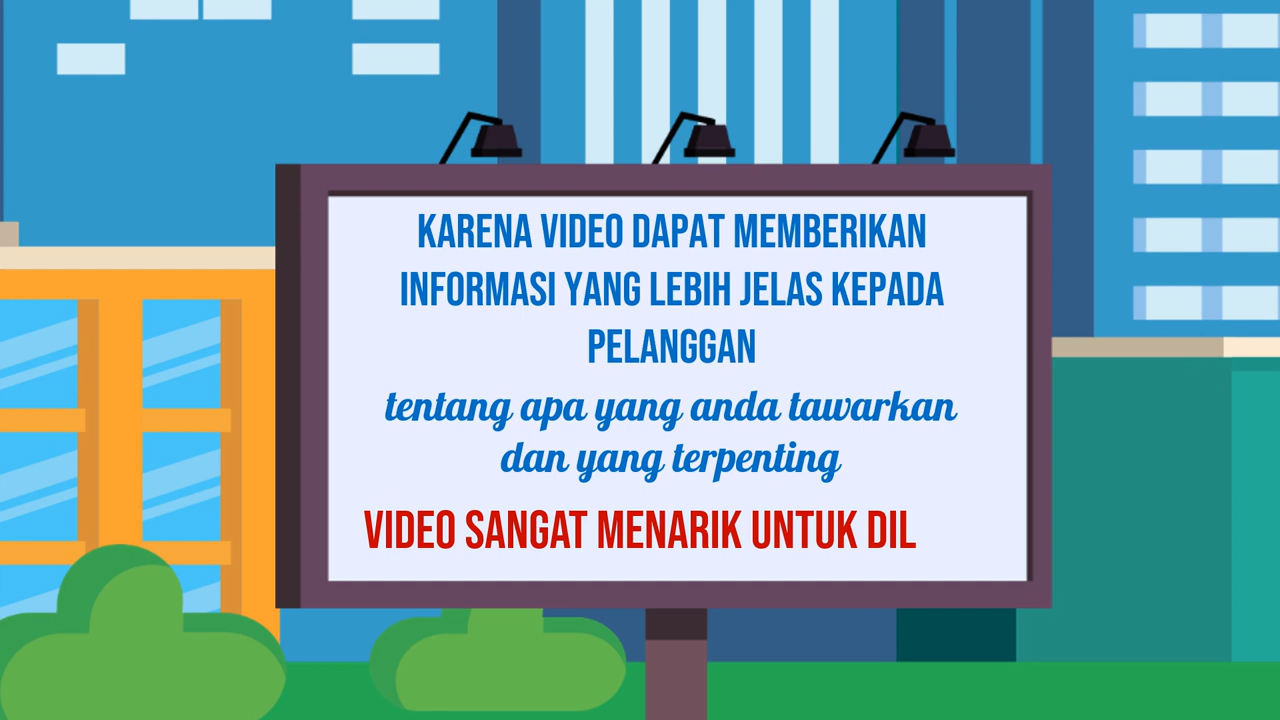 KARENA VIDEO DAPAT MEMBERIKAN
INFORMASI YANG LEBIH JELAS KEPADA
PELANGGAN
tentang apa yang anda tawarkan
dan yang terpenting
VIDEO SANGAT MENARIK UNTUK DIL